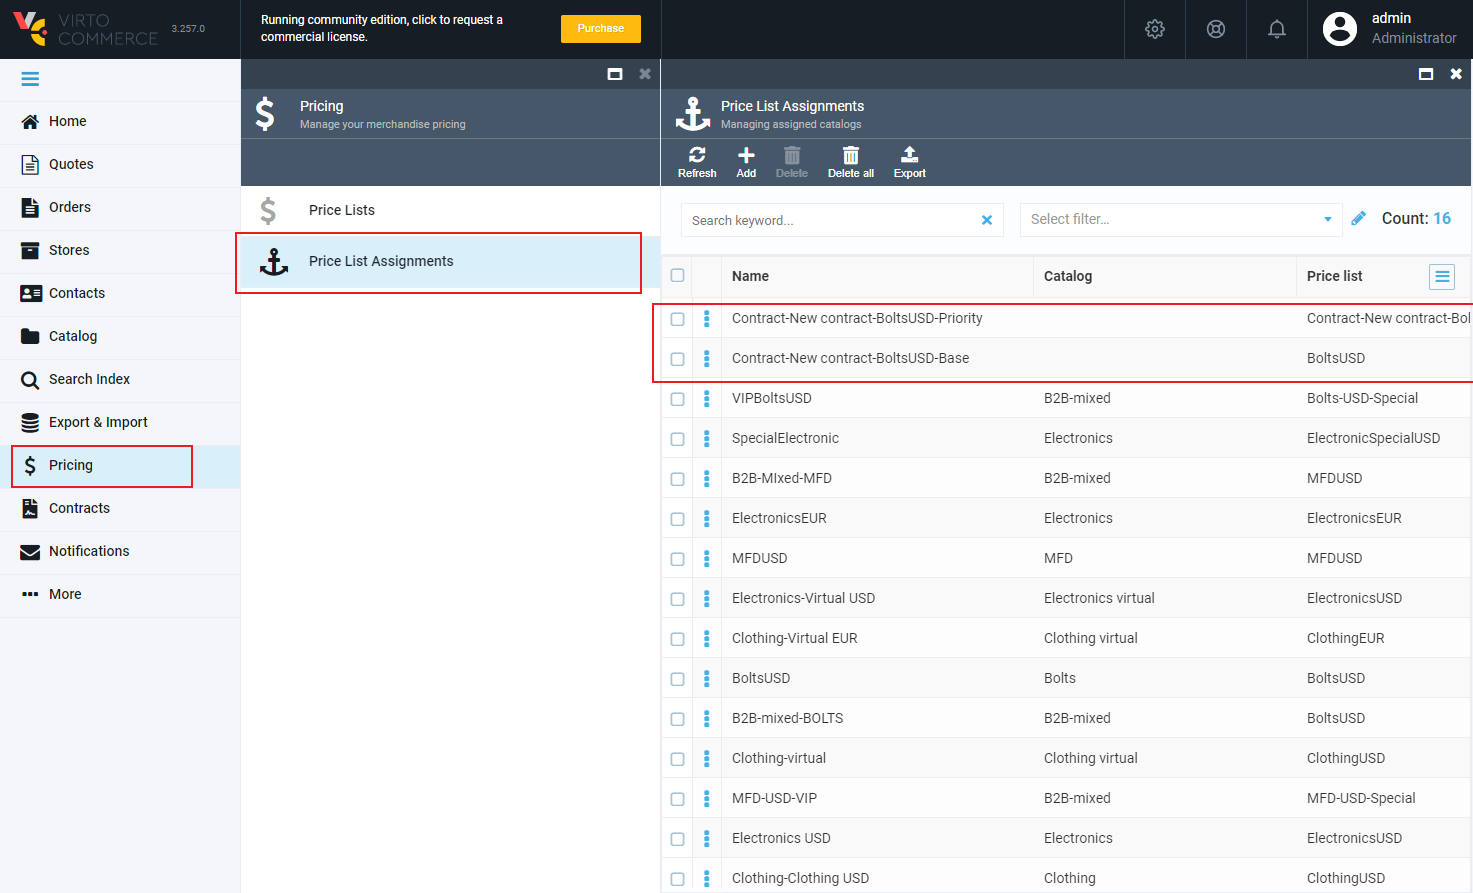 VIRTO
COMMERCE
3.257.0
Running community edition, click to request a
commercial license.
Purchase
admin
Administrator
Home
Quotes
Orders
Stores
Contacts
Catalog
Search Index
Export & Import
Pricing
Contracts
Notifications
More
Pricing
Manage your merchandise pricing
Price Lists
Price List Assignments
Price List Assignments
Managing assigned catalogs
Refresh Add Delete Delete all Export
Search keyword... Select filter... Count: 16
Name Catalog Price list
Contract-New contract-BoltsUSD-Priority Contract-New contract-Bol
Contract-New contract-BoltsUSD-Base BoltsUSD
VIPBoltsUSD B2B-mixed Bolts-USD-Special
SpecialElectronic Electronics ElectronicSpecialUSD
B2B-MIxed-MFD B2B-mixed MFDUSD
ElectronicsEUR Electronics ElectronicsEUR
MFDUSD MFD MFDUSD
Electronics-Virtual USD Electronics virtual ElectronicsUSD
Clothing-Virtual EUR Clothing virtual ClothingEUR
BoltsUSD Bolts BoltsUSD
B2B-mixed-BOLTS B2B-mixed BoltsUSD
Clothing-virtual Clothing virtual ClothingUSD
MFD-USD-VIP B2B-mixed MFD-USD-Special
Electronics USD Electronics ElectronicsUSD
Clothing-Clothing USD Clothing ClothingUSD